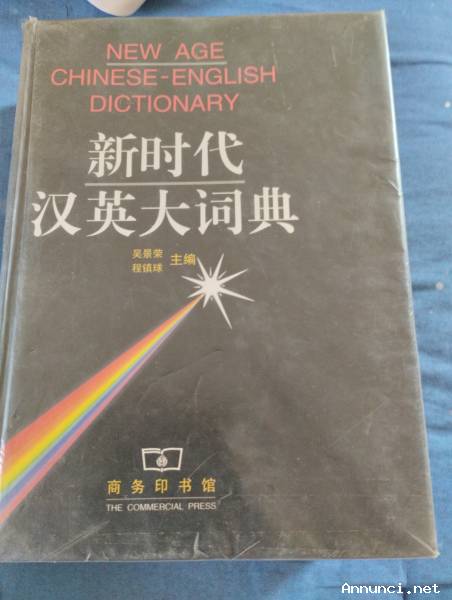 NEW AGE
CHINESE-ENGLISH
DICTIONARY
新时代
汉英大词典
吴景荣
程镇球 主编
商务印书馆
THE COMMERCIAL PRESS
Annunci.net